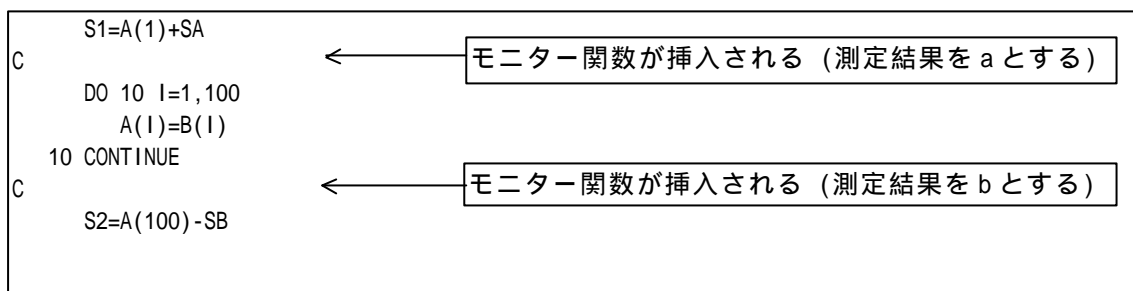 S1=A(1)+SA
C
モニター関数が挿入される (測定結果を a とする)
DO 10 I=1,100
A(I)=B(I)
10 CONTINUE
C
モニター関数が挿入される (測定結果を b とする)
S2=A(100)-SB